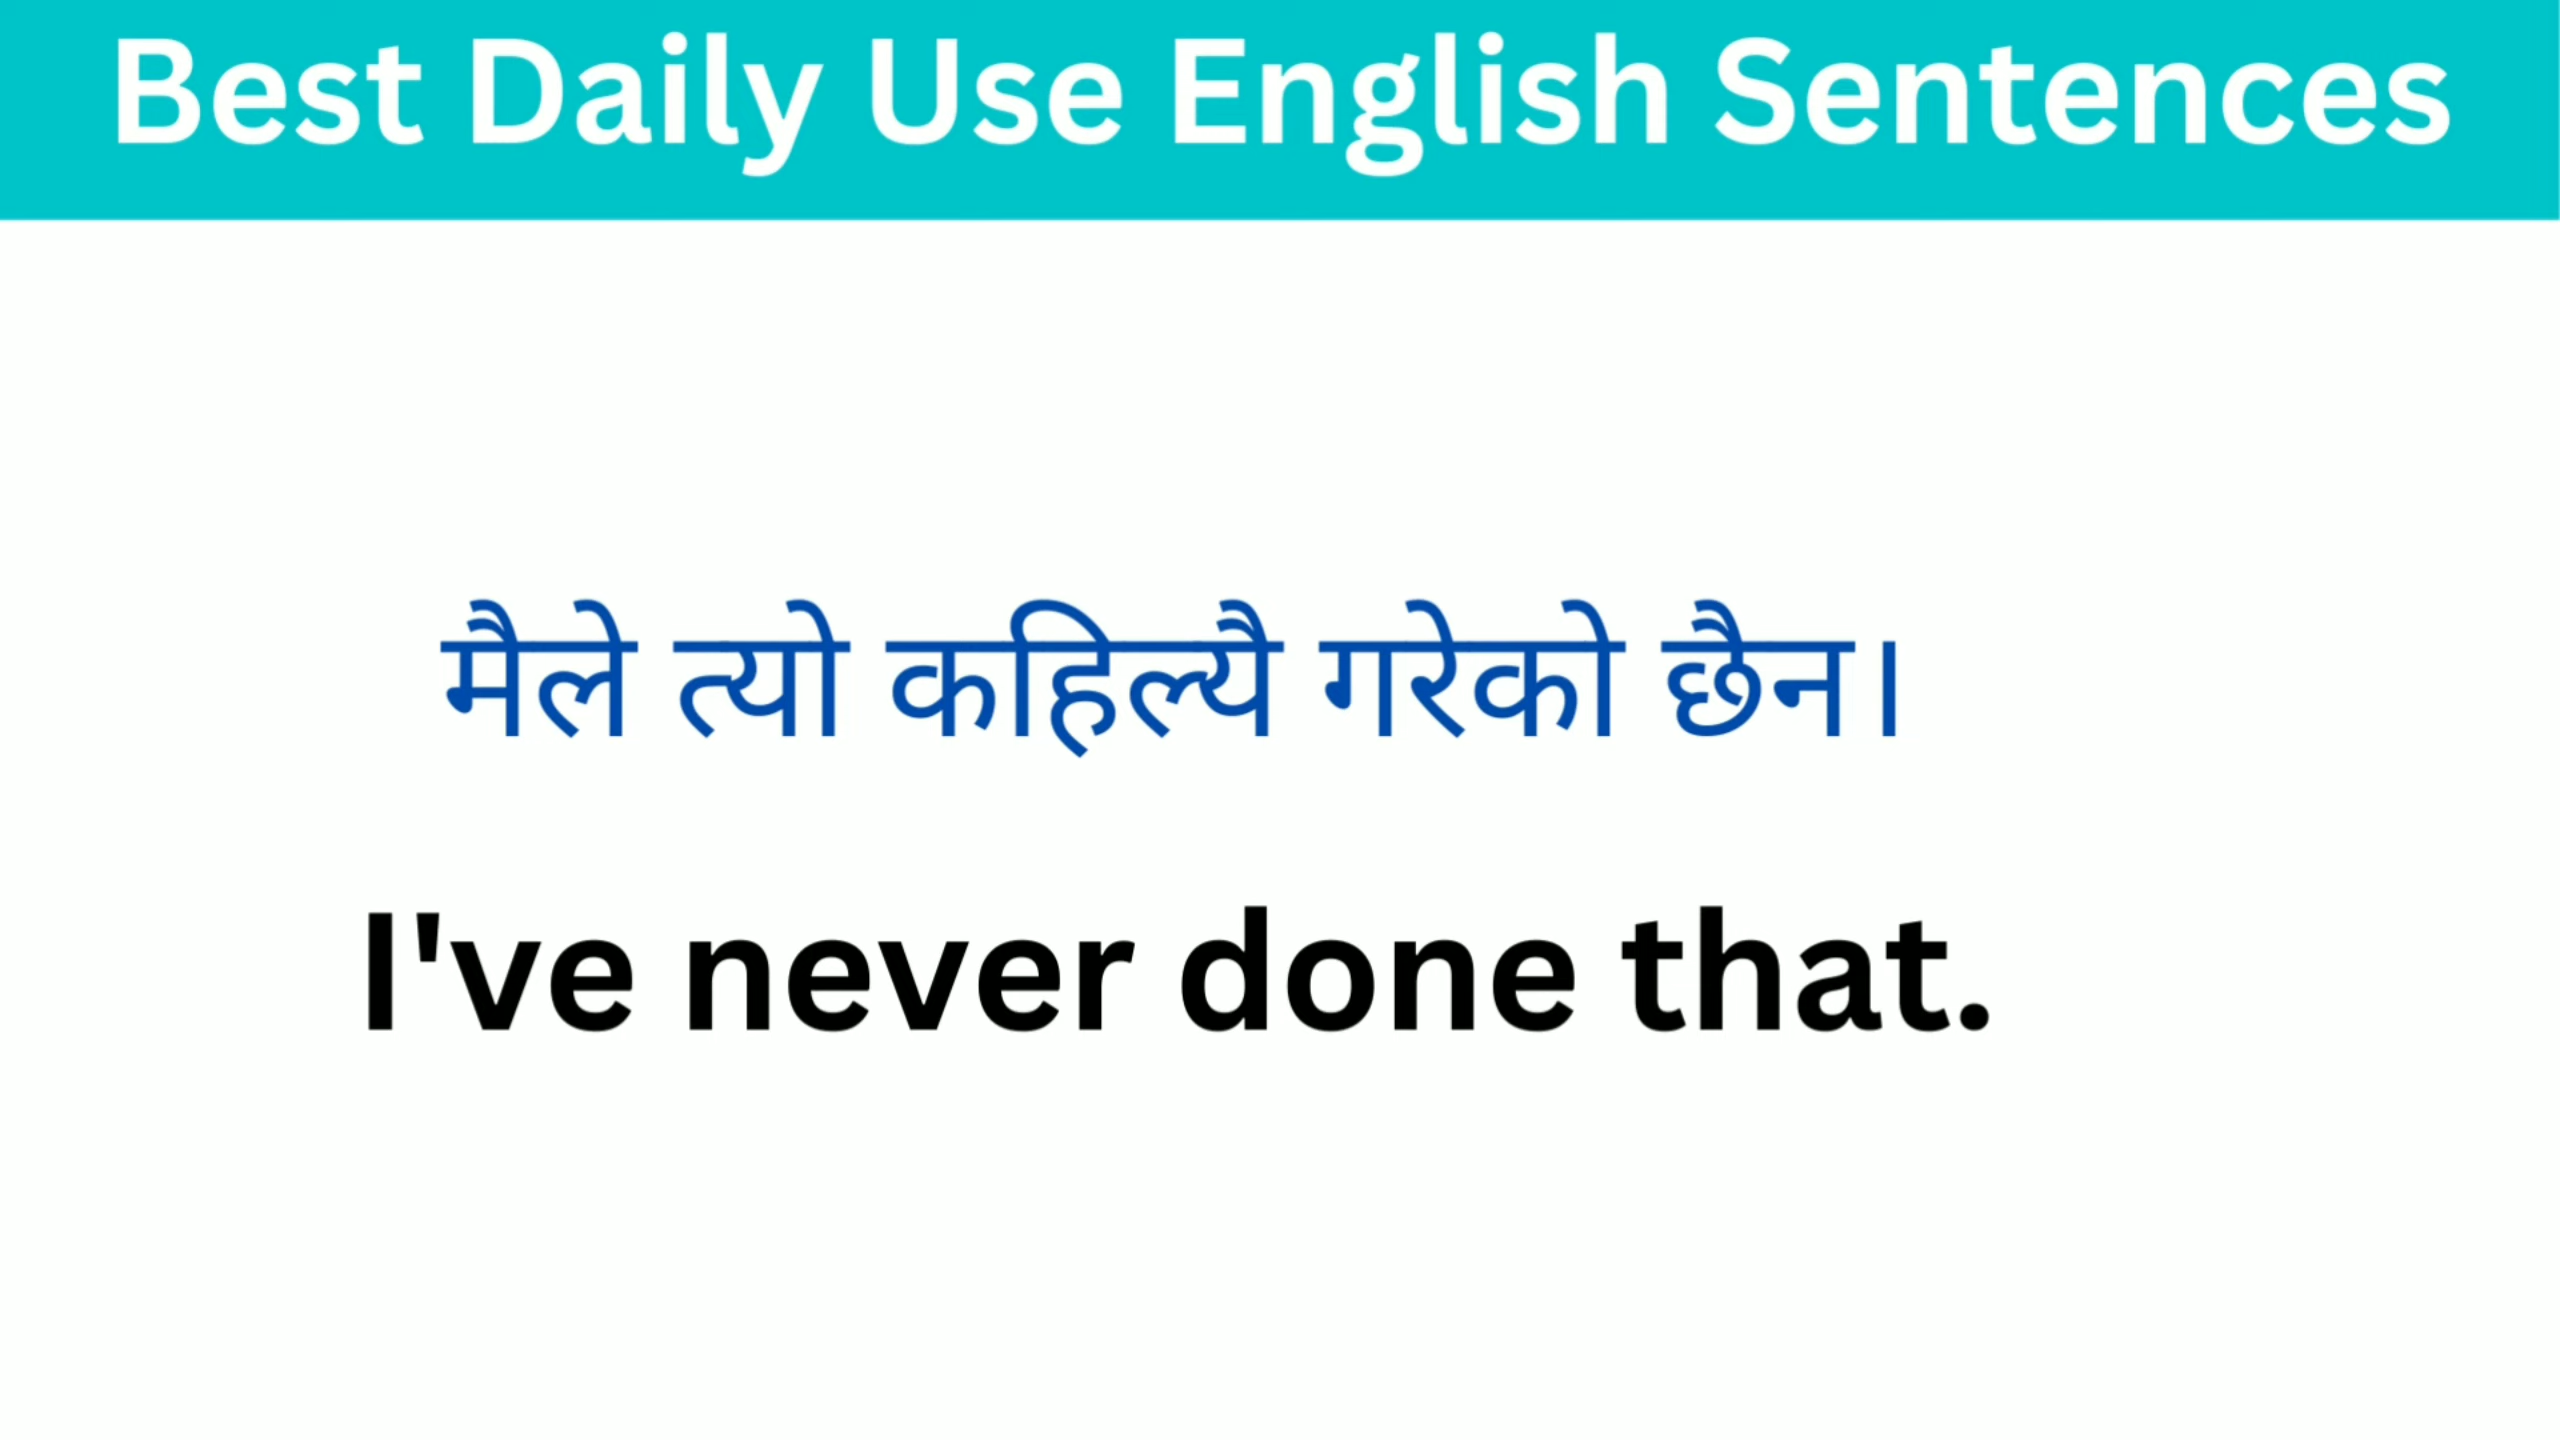 Best Daily Use English Sentences
मैले त्यो कहिल्यै गरेको छैन।
I've never done that.